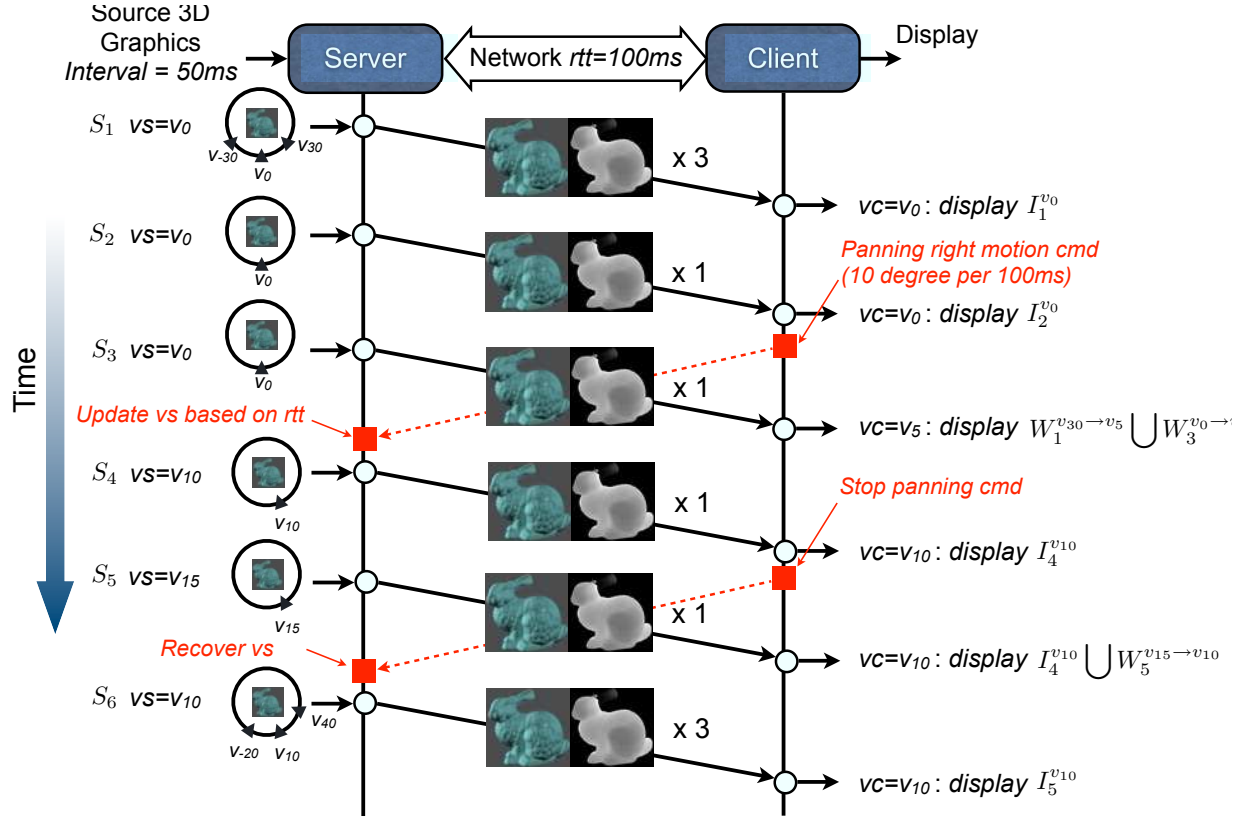 Source 3D
Graphics
Interval = 50ms
Server
Network rtt=100ms
Client
Display
S₁ vs=v₀
v₋₃₀
v₀
v₃₀
x 3
vc=v₀ : display I₁^{v₀}
S₂ vs=v₀
v₀
x 1
Panning right motion cmd
(10 degree per 100ms)
vc=v₀ : display I₂^{v₀}
S₃ vs=v₀
v₀
x 1
Time
Update vs based on rtt
vc=v₅ : display W₁^{v₃₀→v₅} ⋃ W₃^{v₀→
S₄ vs=v₁₀
v₁₀
x 1
Stop panning cmd
vc=v₁₀ : display I₄^{v₁₀}
S₅ vs=v₁₅
v₁₅
x 1
Recover vs
vc=v₁₀ : display I₄^{v₁₀} ⋃ W₅^{v₁₅→v₁₀}
S₆ vs=v₁₀
v₋₂₀
v₁₀
v₄₀
x 3
vc=v₁₀ : display I₅^{v₁₀}